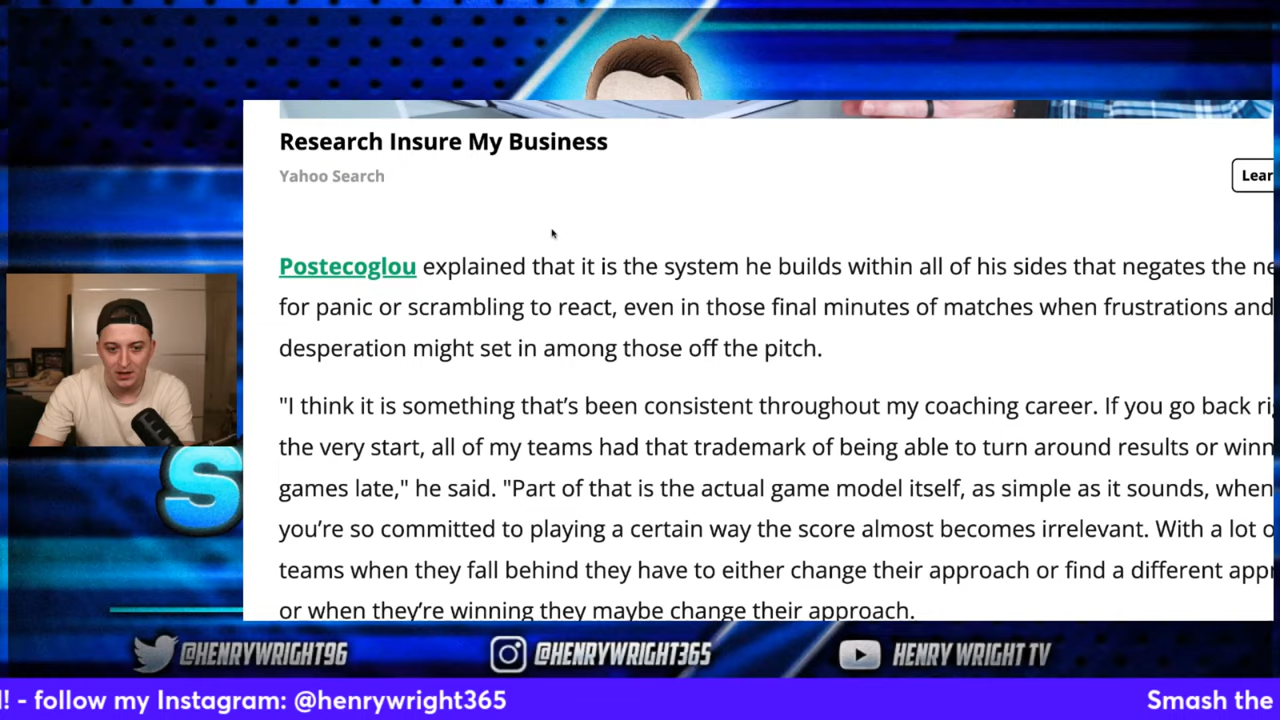 Research Insure My Business
Yahoo Search
Postecoglou explained that it is the system he builds within all of his sides that negates the
for panic or scrambling to react, even in those final minutes of matches when frustrations and
desperation might set in among those off the pitch.
"I think it is something that's been consistent throughout my coaching career. If you go back
the very start, all of my teams had that trademark of being able to turn around results or
games late," he said. "Part of that is the actual game model itself, as simple as it sounds, when
you're so committed to playing a certain way the score almost becomes irrelevant. With a lot
teams when they fall behind they have to either change their approach or find a different
or when they're winning they maybe change their approach.
S
@HENRYWRIGHT96
@HENRYWRIGHT365
HENRY WRIGHT TV
! - follow my Instagram: @henrywright365
Smash the